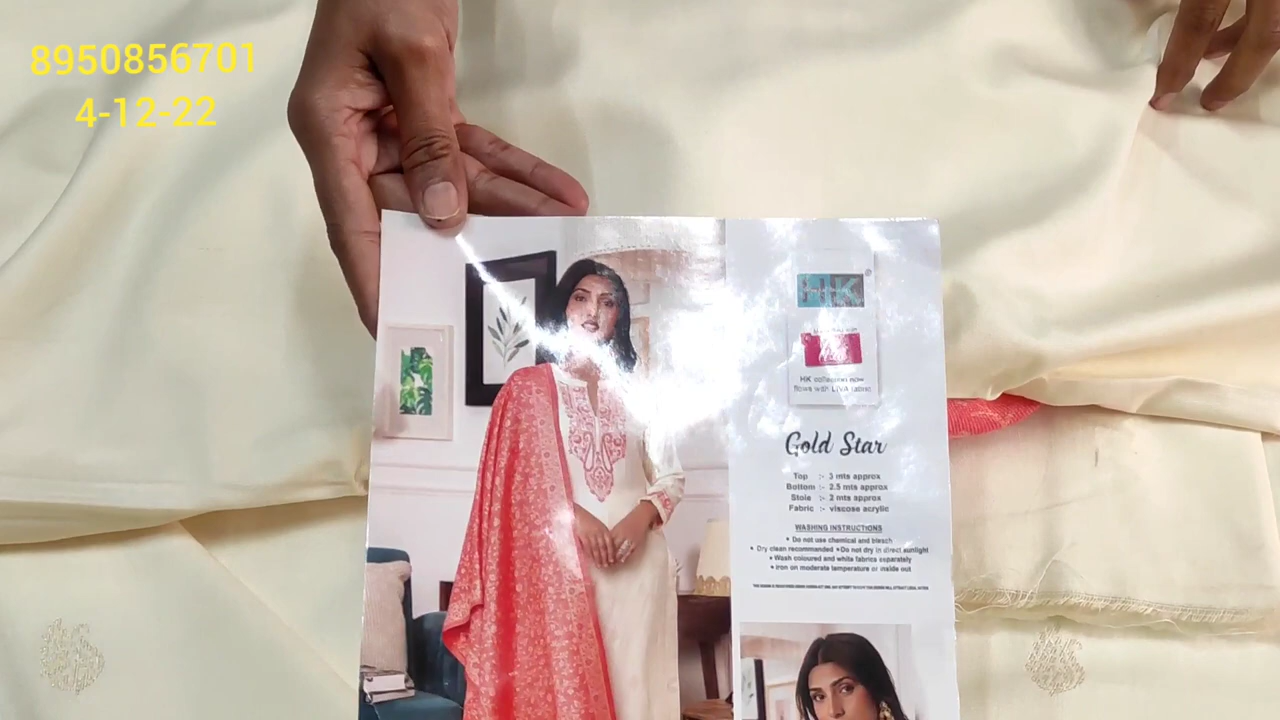 8950856701
4-12-22
HK
HK collection now
flows with LIVA fabric
Gold Star
Top :- 3 mts approx
Bottom :- 2.5 mts approx
Stole :- 2 mts approx
Fabric :- viscose acrylic
WASHING INSTRUCTIONS
• Do not use chemical and bleach
• Dry clean recommended • Do not dry in direct sunlight
• Wash coloured and white fabrics separately
• Iron on moderate temperature or inside out